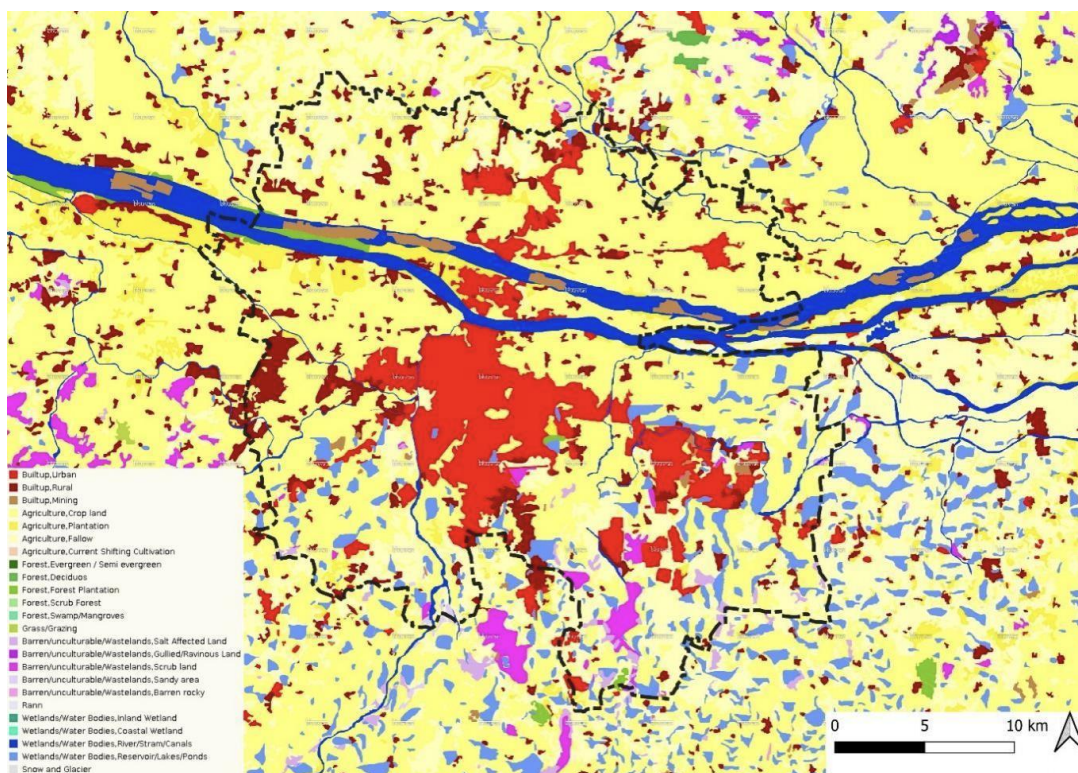 Builtup,Urban
Builtup,Rural
Builtup,Mining
Agriculture,Crop land
Agriculture,Plantation
Agriculture,Fallow
Agriculture,Current Shifting Cultivation
Forest,Evergreen / Semi evergreen
Forest,Deciduos
Forest,Forest Plantation
Forest,Scrub Forest
Forest,Swamp/Mangroves
Grass/Grazing
Barren/unculturable/Wastelands,Salt Affected Land
Barren/unculturable/Wastelands,Gullied/Ravinous Land
Barren/unculturable/Wastelands,Scrub land
Barren/unculturable/Wastelands,Sandy area
Barren/unculturable/Wastelands,Barren rocky
Rann
Wetlands/Water Bodies,Inland Wetland
Wetlands/Water Bodies,Coastal Wetland
Wetlands/Water Bodies,River/Stram/Canals
Wetlands/Water Bodies,Reservoir/Lakes/Ponds
Snow and Glacier
0 5 10 km